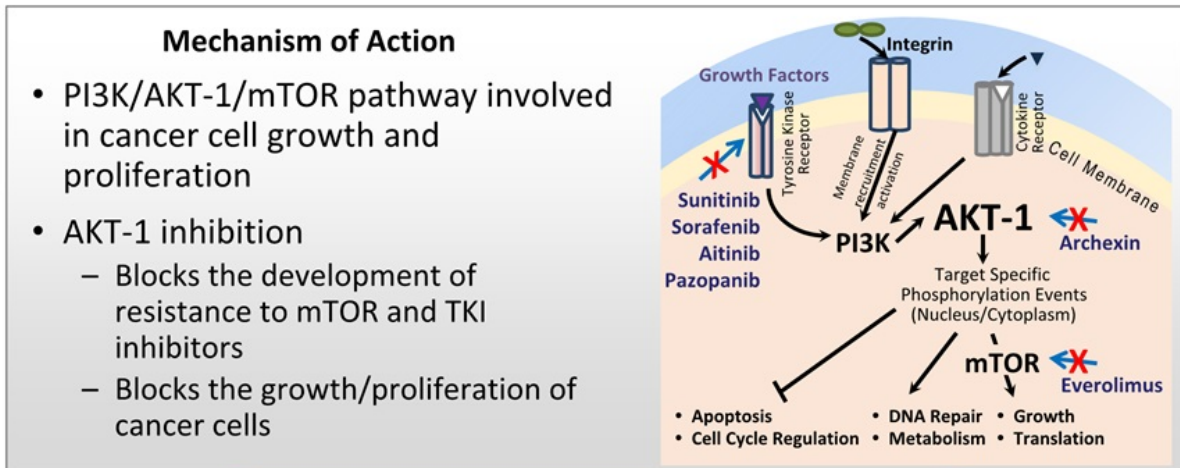 Mechanism of Action
• PI3K/AKT-1/mTOR pathway involved
in cancer cell growth and
proliferation
• AKT-1 inhibition
– Blocks the development of
resistance to mTOR and TKI
inhibitors
– Blocks the growth/proliferation of
cancer cells
Integrin
Growth Factors
Tyrosine Kinase
Receptor
Membrane
recruitment
activation
Cytokine
Receptor
Cell Membrane
Sunitinib
Sorafenib
Aitinib
Pazopanib
PI3K
AKT-1
Archexin
Target Specific
Phosphorylation Events
(Nucleus/Cytoplasm)
mTOR
Everolimus
• Apoptosis
• Cell Cycle Regulation
• DNA Repair
• Metabolism
• Growth
• Translation